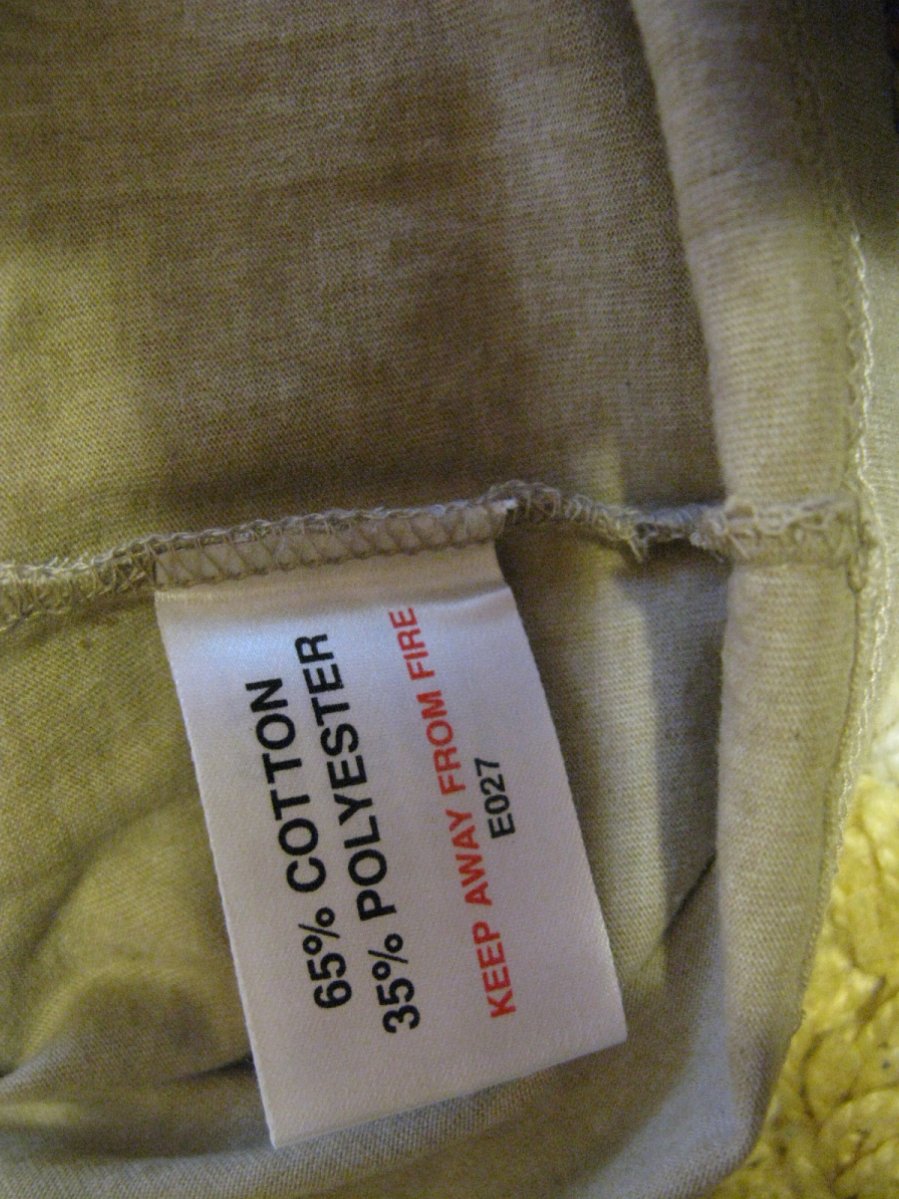 65% COTTON
35% POLYESTER
KEEP AWAY FROM FIRE
E027